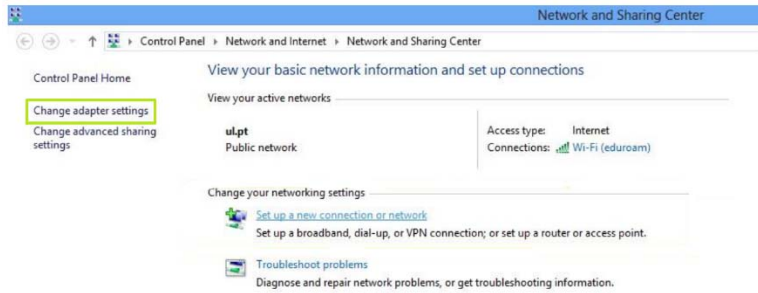 Network and Sharing Center
Control Panel Network and Internet Network and Sharing Center
Control Panel Home
Change adapter settings
Change advanced sharing
settings
View your basic network information and set up connections
View your active networks
ul.pt
Public network
Access type: Internet
Connections: Wi-Fi (eduroam)
Change your networking settings
Set up a new connection or network
Set up a broadband, dial-up, or VPN connection; or set up a router or access point.
Troubleshoot problems
Diagnose and repair network problems, or get troubleshooting information.